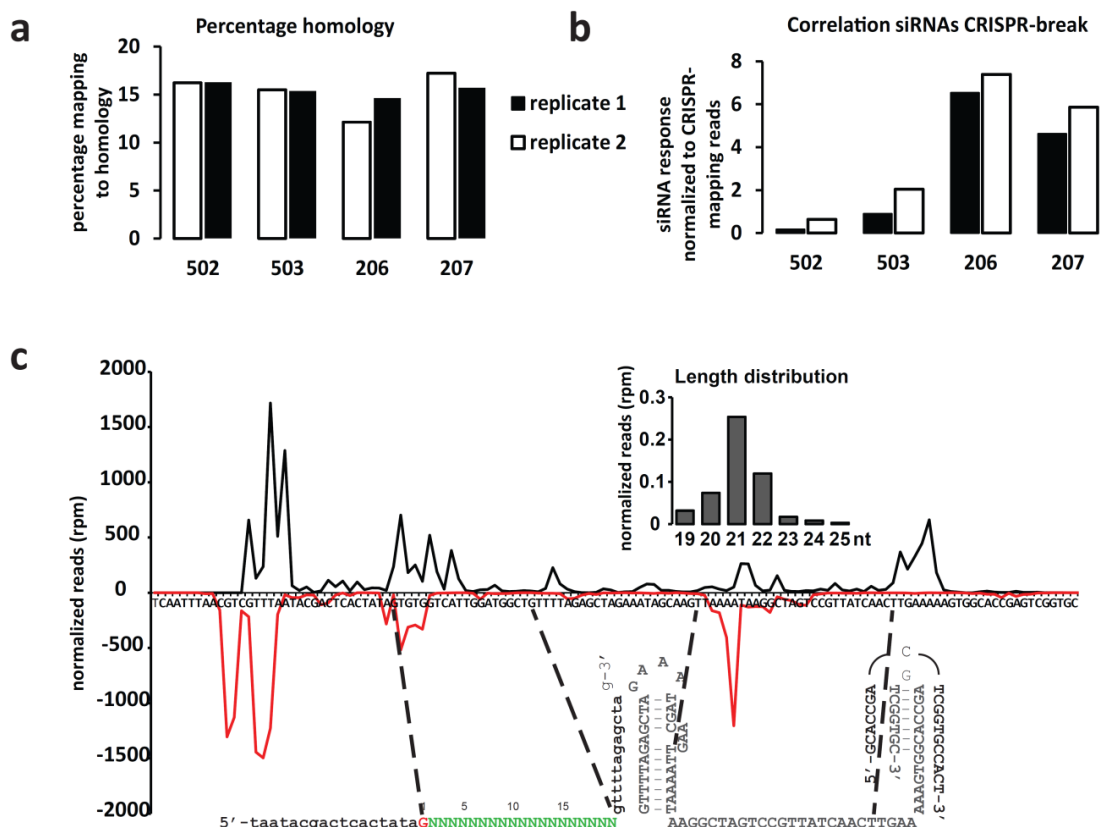 a
Percentage homology
percentage mapping
to homology
20
15
10
5
0
502 503 206 207
replicate 1
replicate 2
b
Correlation siRNAs CRISPR-break
siRNA response
normalized to CRISPR-
mapping reads
8
6
4
2
0
502 503 206 207
c
normalized reads (rpm)
2000
1500
1000
500
0
-500
-1000
-1500
-2000
Length distribution
normalized reads (rpm)
0.3
0.2
0.1
0
19 20 21 22 23 24 25 nt
TCAATTTAACGTCGTTTAATACGACTCACTATAGTGTGGTCATTGGATGGCTGTTTTAGAGCTAGAAATAGCAAGTTAAAATAAGGCTAGTCCGTTATCAACTTGAAAAAGTGGCACCGAGTCGGTGC
g-3'
G A A A
gttttagagcta
GTTTTAGAGCTA
TAAAATT CGAT
GAA
C
G
5'-GCACCGA
TCGGTGC-3'
AAAGTGGCACCGA
TCGGTGCCACT-3'
1 5 10 15
5'-taatacgactcactataGNNNNNNNNNNNNNNNNNNN
AAGGCTAGTCCGTTATCAACTTGAA